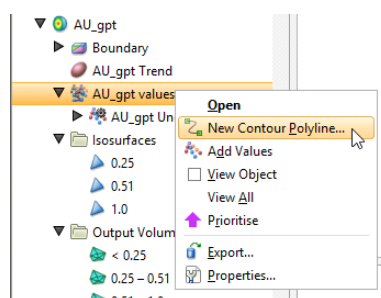 AU_gpt
Boundary
AU_gpt Trend
AU_gpt values
AU_gpt Un
Isosurfaces
0.25
0.51
1.0
Output Volum
< 0.25
0.25 – 0.51
Open
New Contour Polyline...
Add Values
View Object
View All
Prioritise
Export...
Properties...